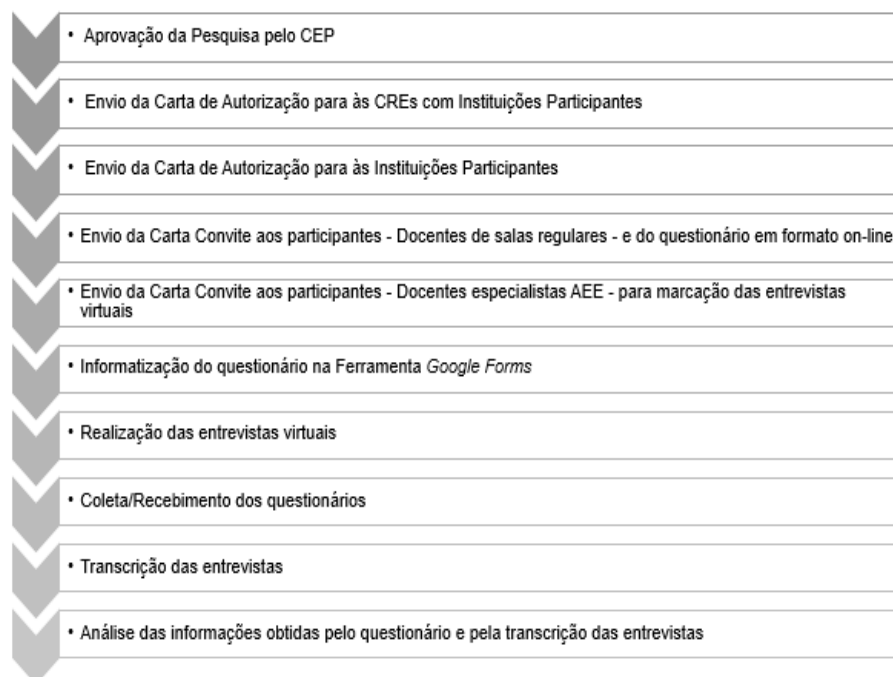 • Aprovação da Pesquisa pelo CEP
• Envio da Carta de Autorização para às CREs com Instituições Participantes
• Envio da Carta de Autorização para às Instituições Participantes
• Envio da Carta Convite aos participantes - Docentes de salas regulares - e do questionário em formato on-line
• Envio da Carta Convite aos participantes - Docentes especialistas AEE - para marcação das entrevistas
virtuais
• Informatização do questionário na Ferramenta Google Forms
• Realização das entrevistas virtuais
• Coleta/Recebimento dos questionários
• Transcrição das entrevistas
• Análise das informações obtidas pelo questionário e pela transcrição das entrevistas